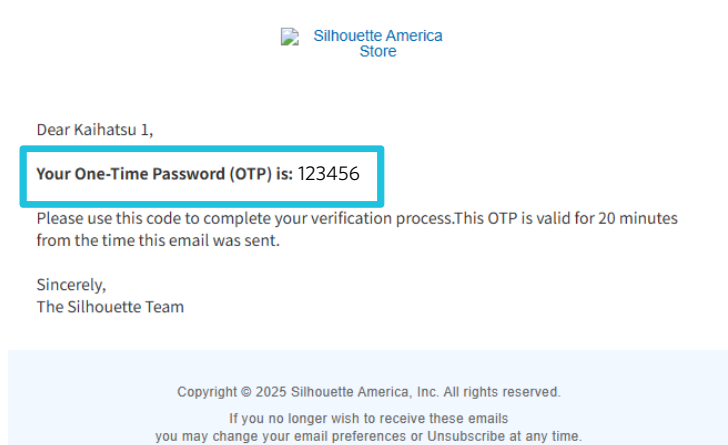 Silhouette America
Store
Dear Kaihatsu 1,
Your One-Time Password (OTP) is: 123456
Please use this code to complete your verification process.This OTP is valid for 20 minutes
from the time this email was sent.
Sincerely,
The Silhouette Team
Copyright © 2025 Silhouette America, Inc. All rights reserved.
If you no longer wish to receive these emails
you may change your email preferences or Unsubscribe at any time.